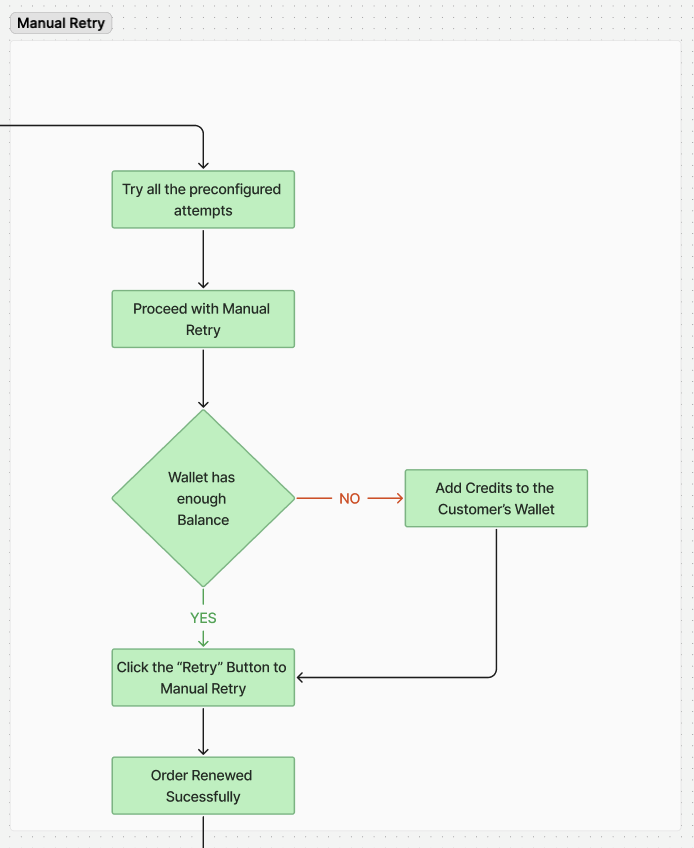 Manual Retry
Try all the preconfigured
attempts
Proceed with Manual
Retry
Wallet has
enough
Balance
NO
Add Credits to the
Customer’s Wallet
YES
Click the “Retry” Button to
Manual Retry
Order Renewed
Sucessfully